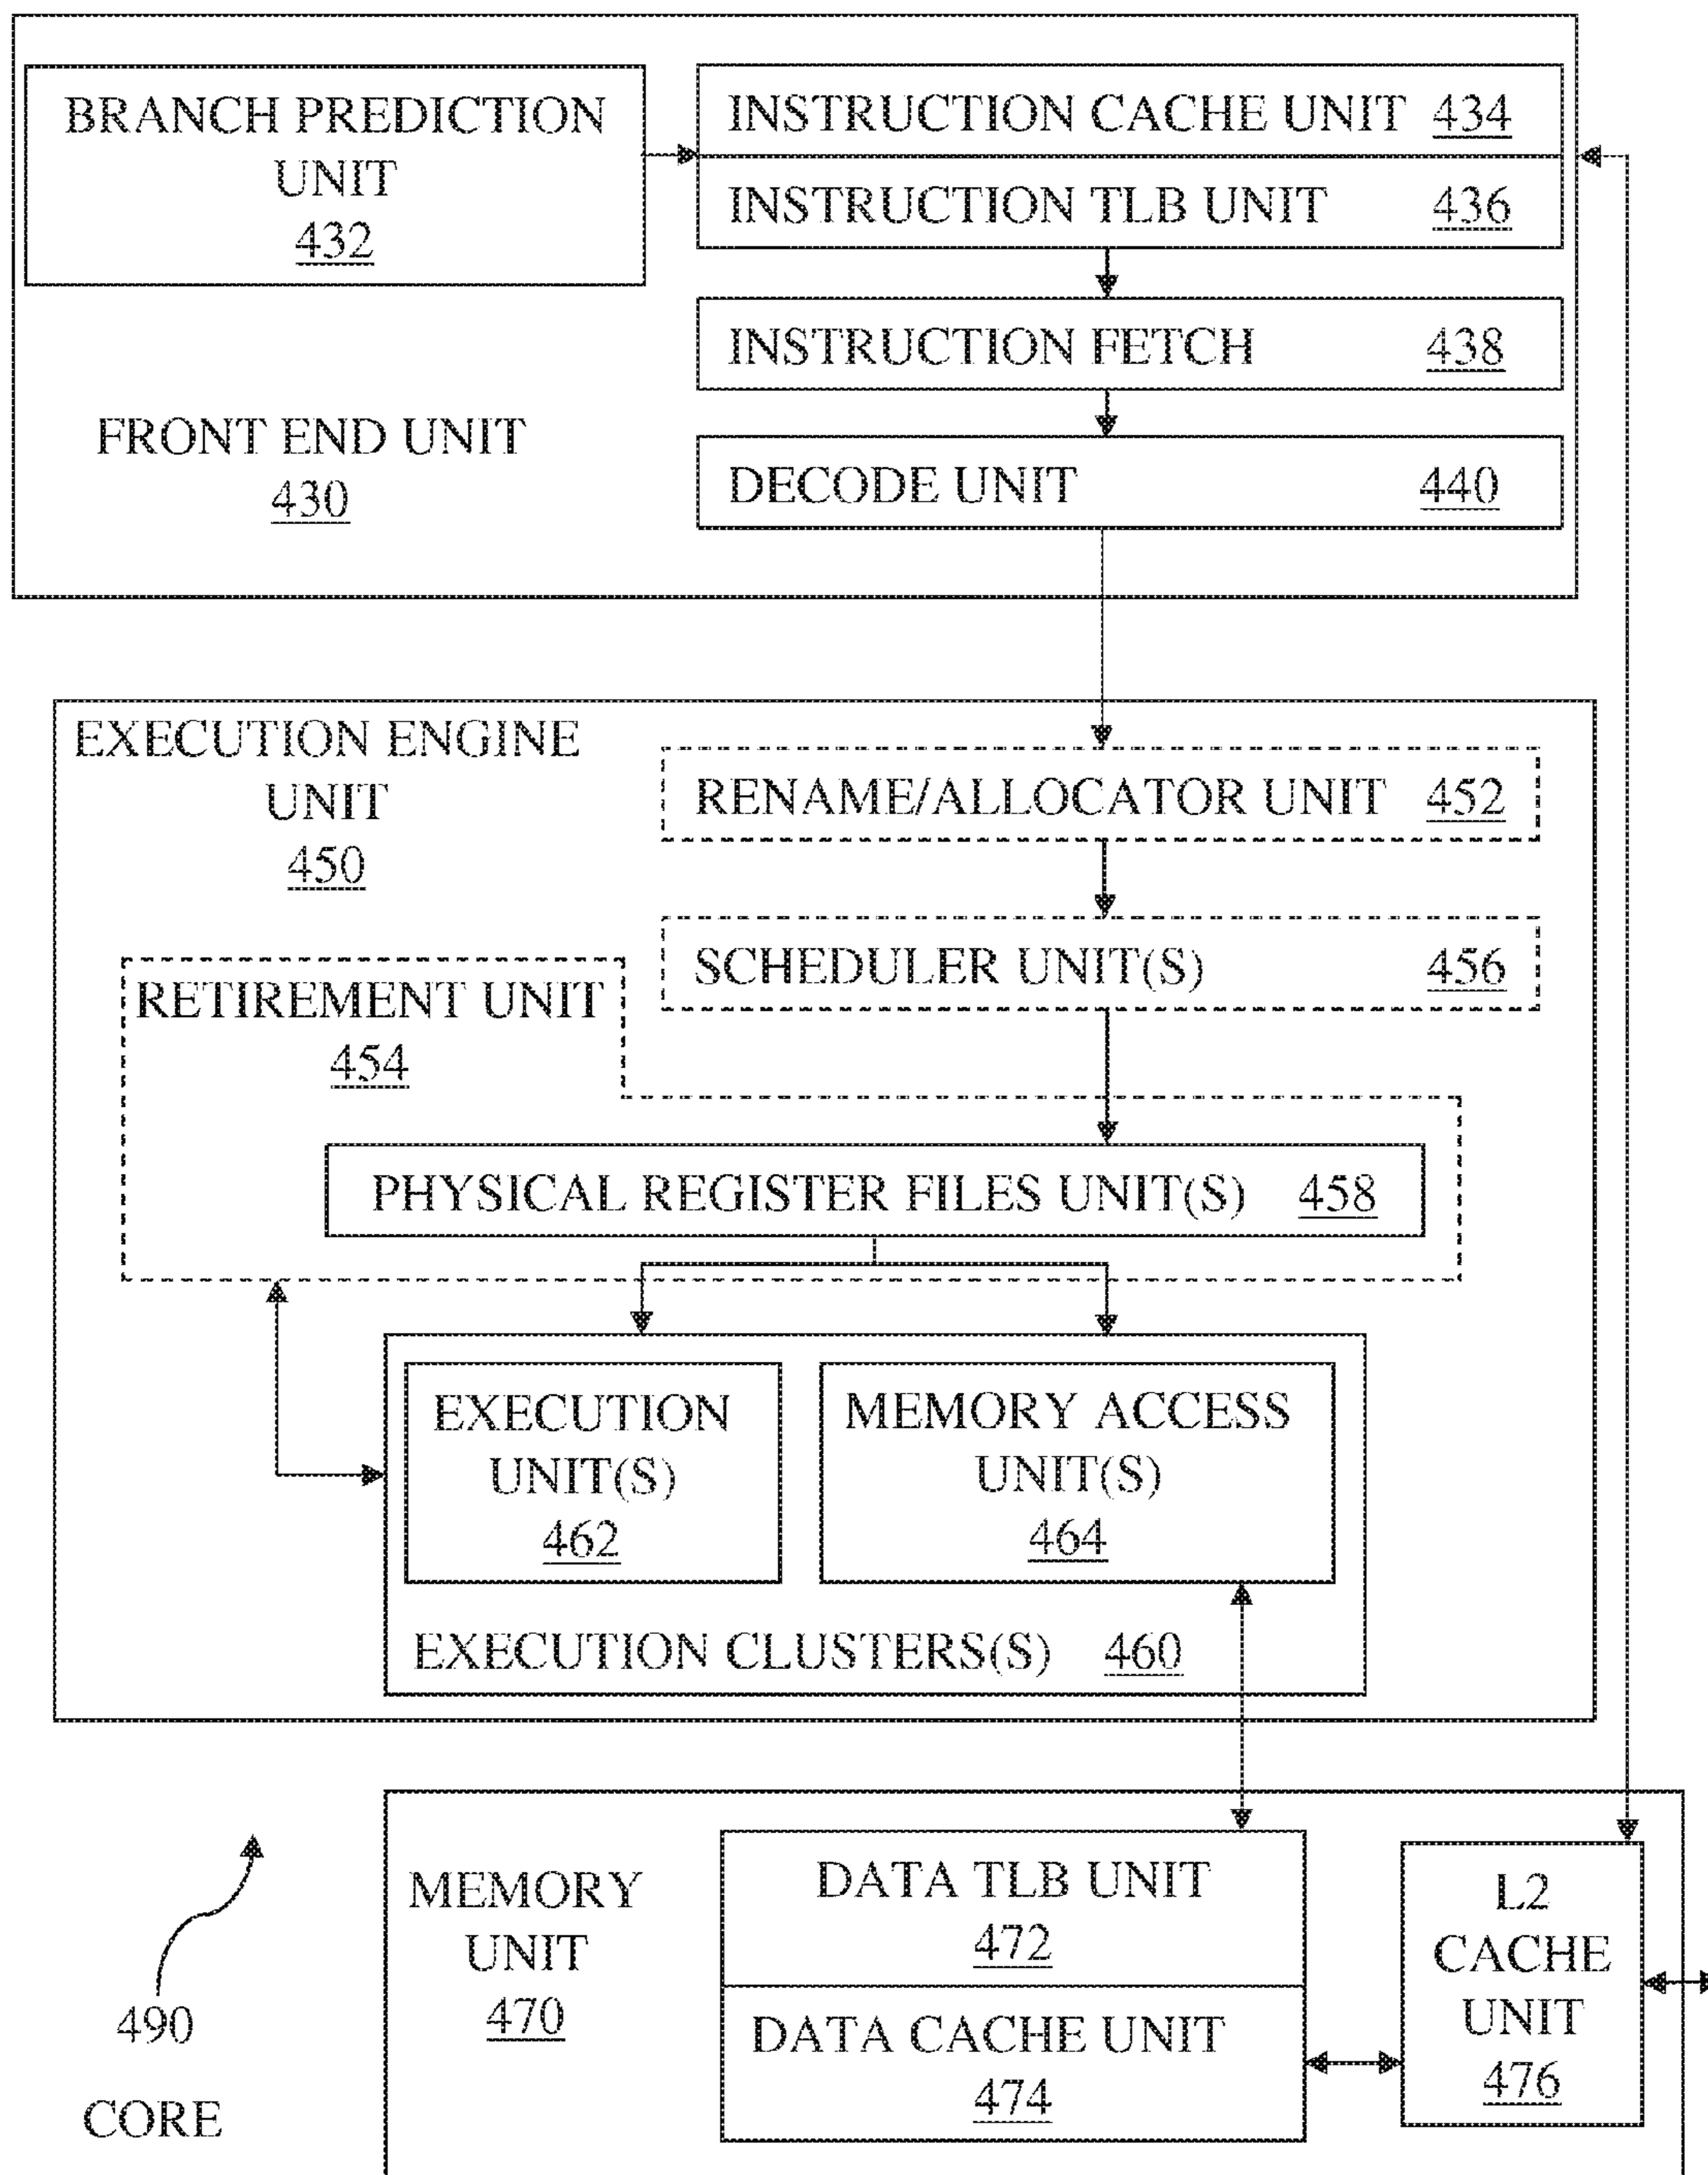 BRANCH PREDICTION
UNIT
432
INSTRUCTION CACHE UNIT 434
INSTRUCTION TLB UNIT 436
INSTRUCTION FETCH 438
FRONT END UNIT
430
DECODE UNIT 440
EXECUTION ENGINE
UNIT
450
RENAME/ALLOCATOR UNIT 452
SCHEDULER UNIT(S) 456
RETIREMENT UNIT
454
PHYSICAL REGISTER FILES UNIT(S) 458
EXECUTION
UNIT(S)
462
MEMORY ACCESS
UNIT(S)
464
EXECUTION CLUSTERS(S) 460
MEMORY
UNIT
470
DATA TLB UNIT
472
DATA CACHE UNIT
474
L2
CACHE
UNIT
476
490
CORE